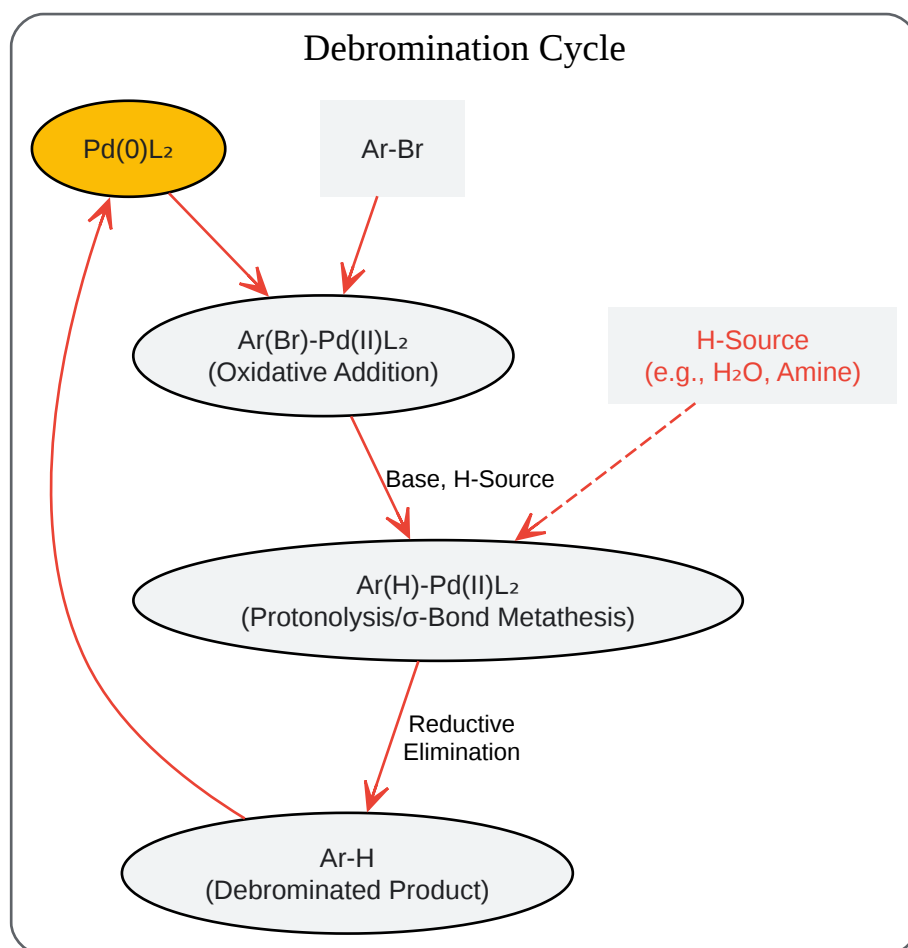 Debromination Cycle
Pd(0)L₂
Ar-Br
Ar(Br)-Pd(II)L₂
(Oxidative Addition)
H-Source
(e.g., H₂O, Amine)
Base, H-Source
Ar(H)-Pd(II)L₂
(Protonolysis/σ-Bond Metathesis)
Reductive
Elimination
Ar-H
(Debrominated Product)